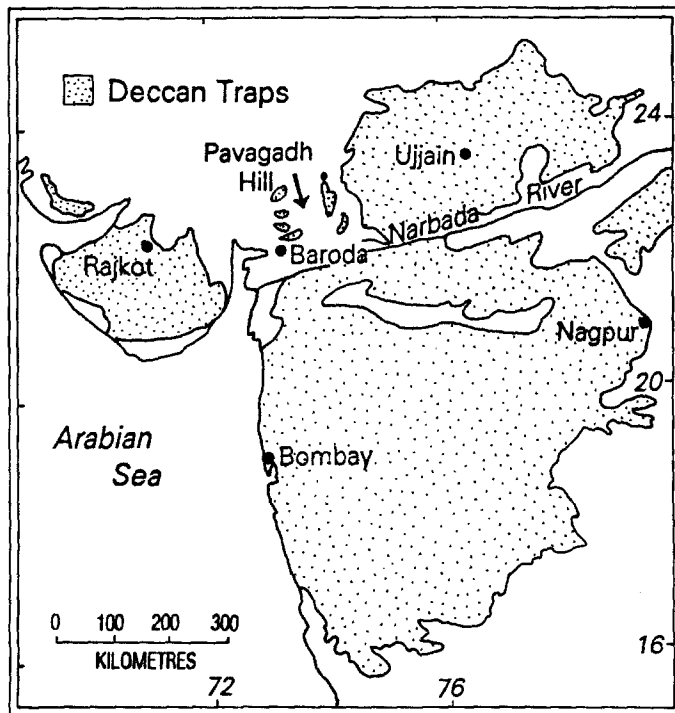 Deccan Traps
24
Pavagadh
Hill
Ujjain
River
Narbada
Baroda
Rajkot
Nagpur
20
Arabian
Sea
Bombay
0 100 200 300
KILOMETRES
16
72 76